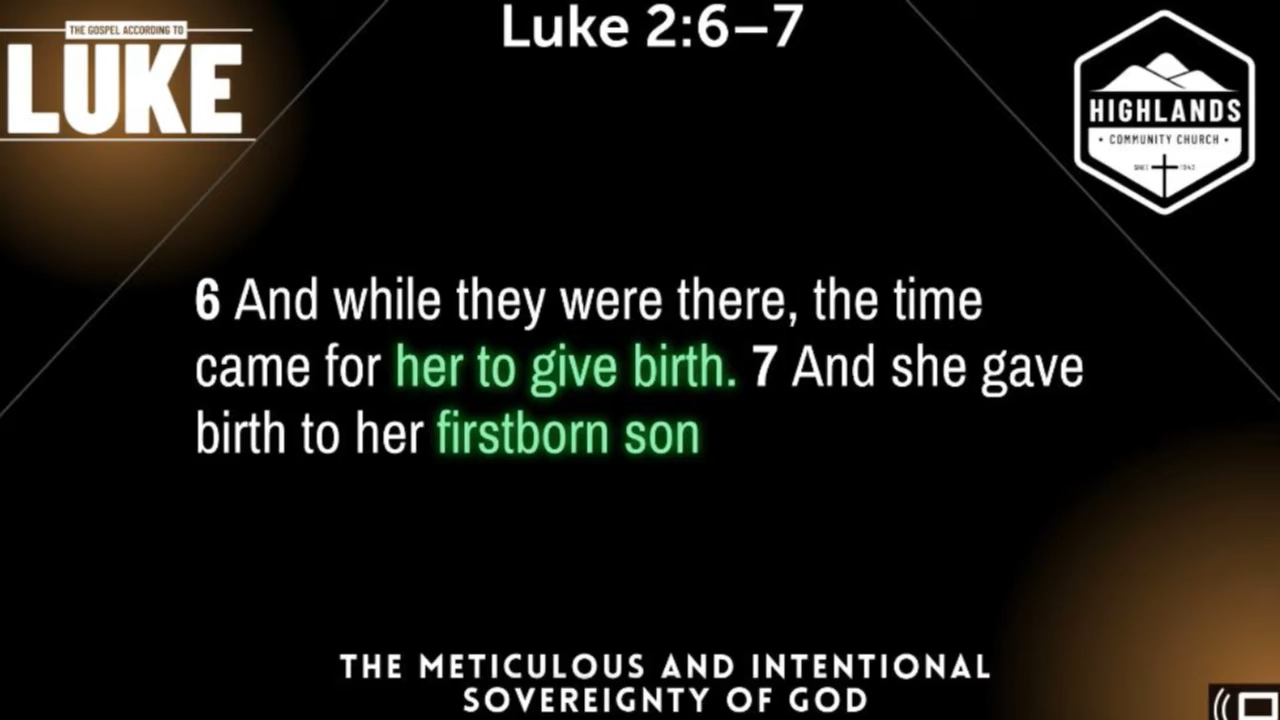 Luke 2:6–7
THE GOSPEL ACCORDING TO
LUKE
HIGHLANDS
• COMMUNITY CHURCH •
6 And while they were there, the time
came for her to give birth. 7 And she gave
birth to her firstborn son
THE METICULOUS AND INTENTIONAL
SOVEREIGNTY OF GOD